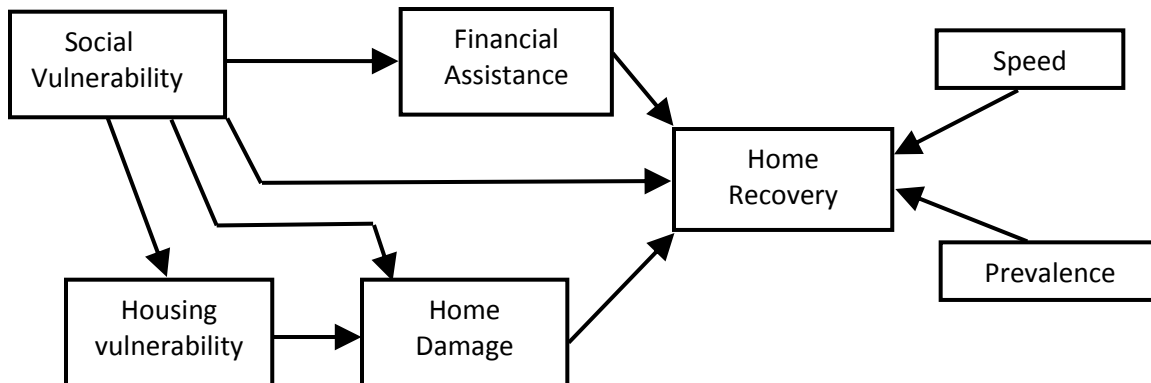 Social
Vulnerability
Financial
Assistance
Speed
Home
Recovery
Prevalence
Housing
vulnerability
Home
Damage